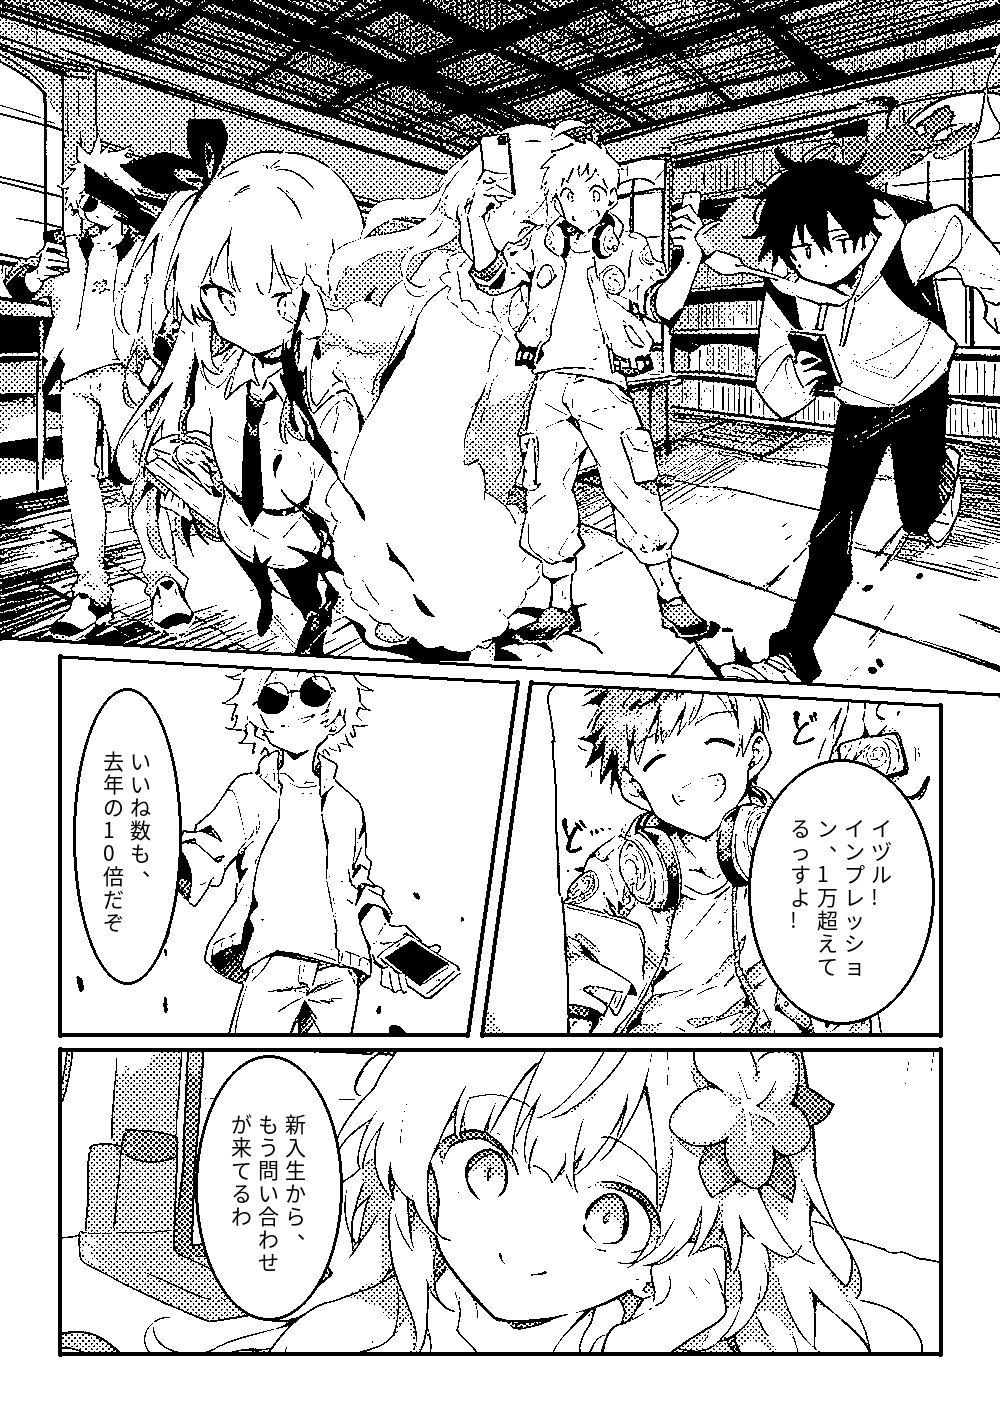 ど
ど
イヅル！
インプレッショ
ン、1万超えて
るっすよ！
いいね数も、
去年の10倍だぞ
新入生から、
もう問い合わせ
が来てるわ